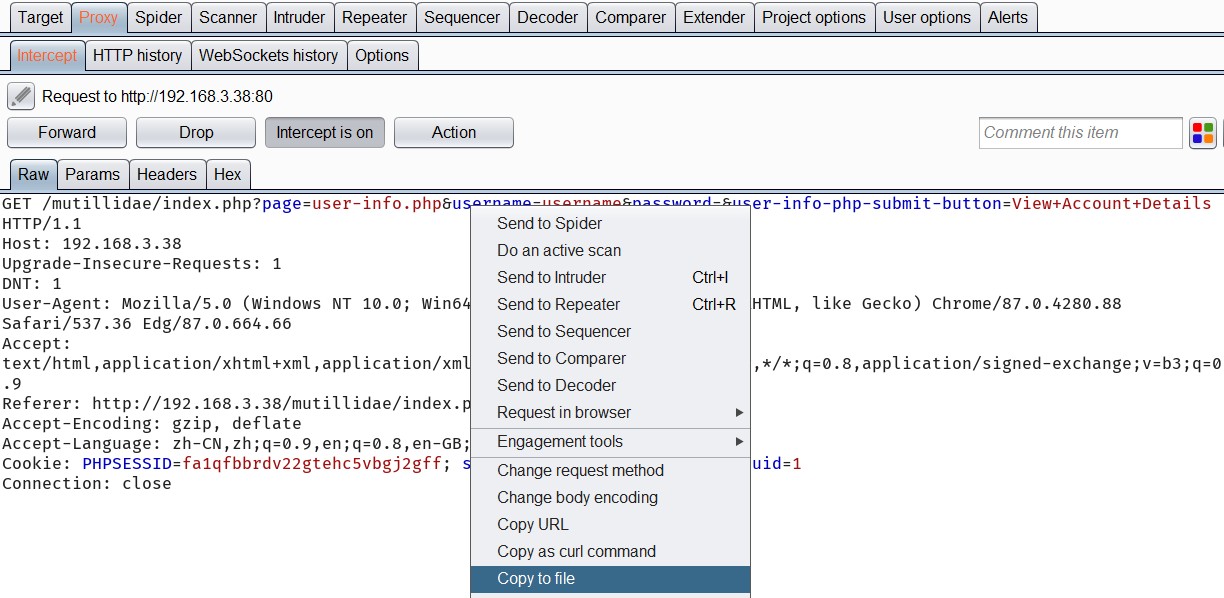 Target Proxy Spider Scanner Intruder Repeater Sequencer Decoder Comparer Extender Project options User options Alerts
Intercept HTTP history WebSockets history Options
Request to http://192.168.3.38:80
Forward Drop Intercept is on Action Comment this item
Raw Params Headers Hex
GET /mutillidae/index.php?page=user-info.php&username=username&password=&user-info-php-submit-button=View+Account+Details
HTTP/1.1
Host: 192.168.3.38
Upgrade-Insecure-Requests: 1
DNT: 1
User-Agent: Mozilla/5.0 (Windows NT 10.0; Win64 HTML, like Gecko) Chrome/87.0.4280.88
Safari/537.36 Edg/87.0.664.66
Accept:
text/html,application/xhtml+xml,application/xml ,*/*;q=0.8,application/signed-exchange;v=b3;q=0
.9
Referer: http://192.168.3.38/mutillidae/index.p
Accept-Encoding: gzip, deflate
Accept-Language: zh-CN,zh;q=0.9,en;q=0.8,en-GB;
Cookie: PHPSESSID=fa1qfbbrdv22gtehc5vbgj2gff; s uid=1
Connection: close
Send to Spider
Do an active scan
Send to Intruder Ctrl+I
Send to Repeater Ctrl+R
Send to Sequencer
Send to Comparer
Send to Decoder
Request in browser
Engagement tools
Change request method
Change body encoding
Copy URL
Copy as curl command
Copy to file